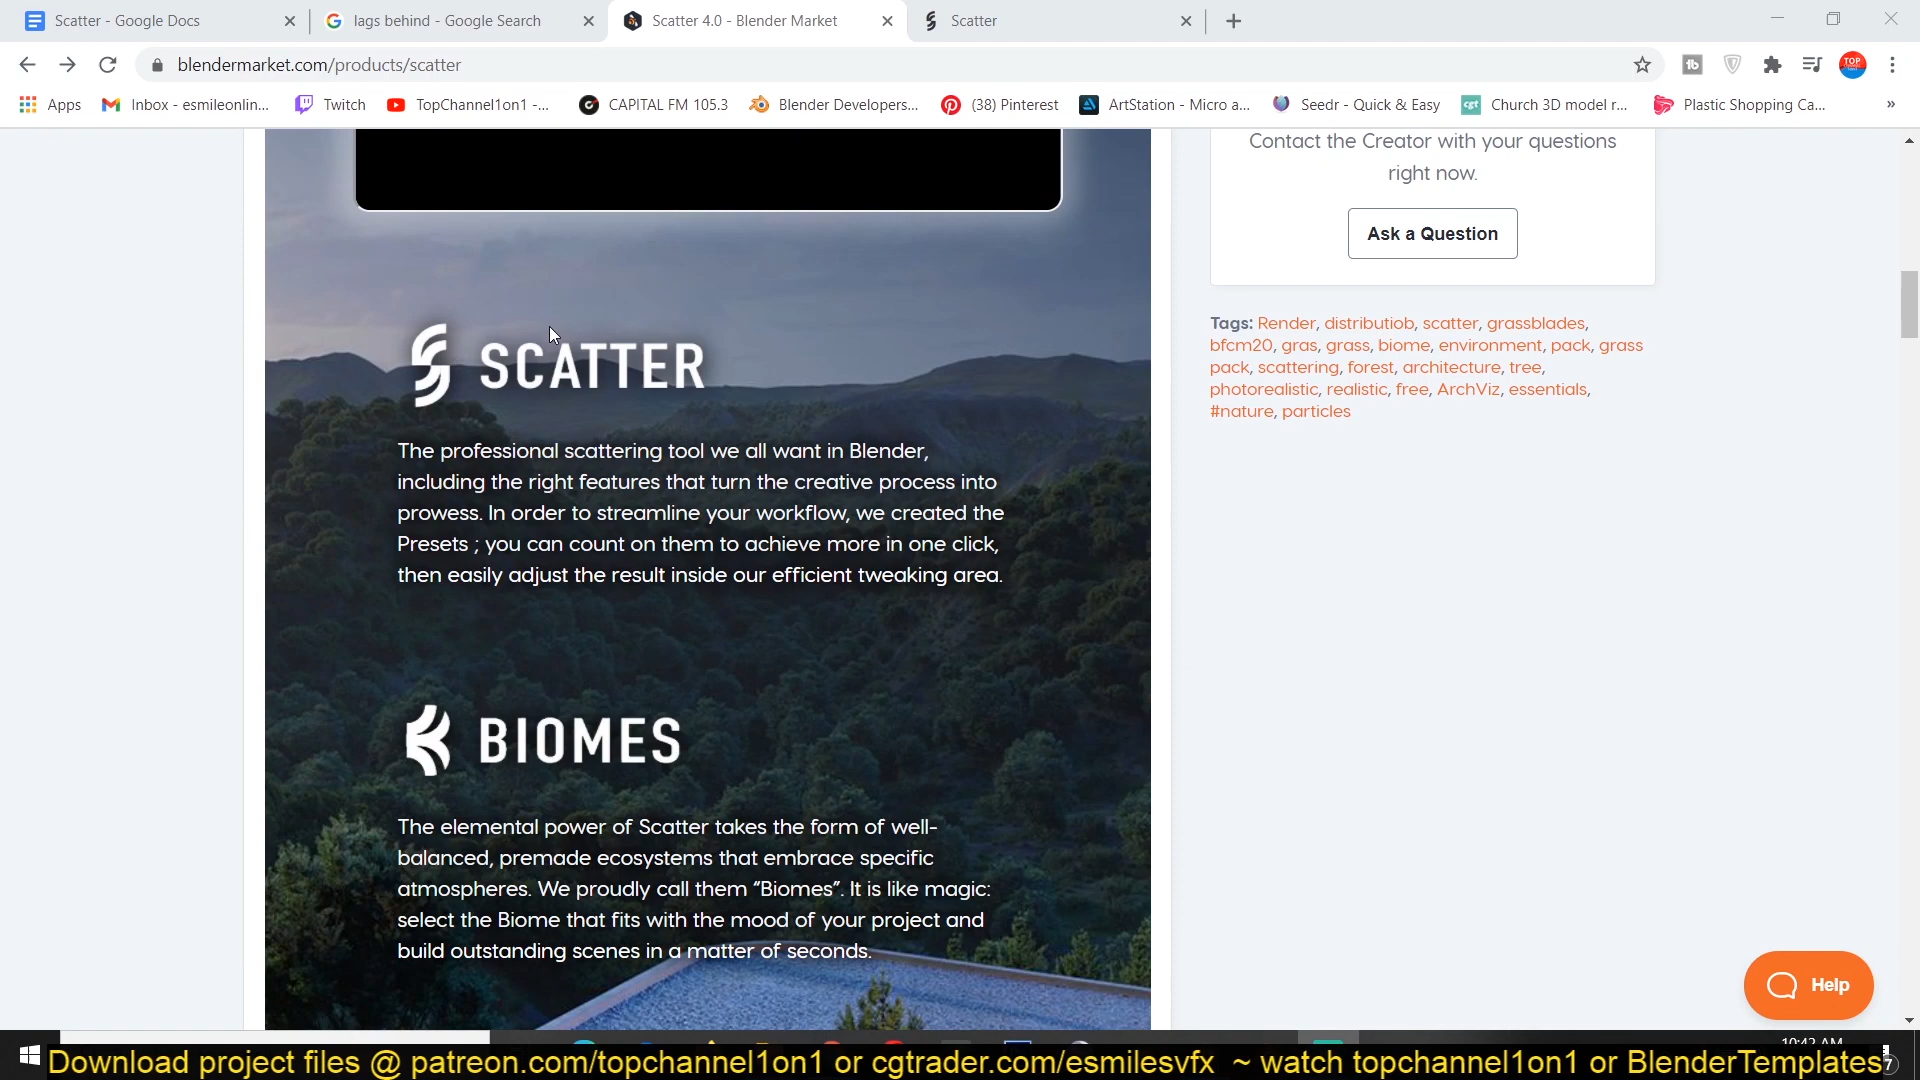 Scatter - Google Docs
lags behind - Google Search
Scatter 4.0 - Blender Market
Scatter
blendermarket.com/products/scatter
TOP
Apps
Inbox - esmileonlin...
Twitch
TopChannel1on1 -...
CAPITAL FM 105.3
Blender Developers...
(38) Pinterest
ArtStation - Micro a...
Seedr - Quick & Easy
cgt
Church 3D model r...
Plastic Shopping Ca...
»
Contact the Creator with your questions
right now.
Ask a Question
Tags: Render, distributiob, scatter, grassblades,
bfcm20, gras, grass, biome, environment, pack, grass
pack, scattering, forest, architecture, tree,
photorealistic, realistic, free, ArchViz, essentials,
#nature, particles
SCATTER
The professional scattering tool we all want in Blender,
including the right features that turn the creative process into
prowess. In order to streamline your workflow, we created the
Presets ; you can count on them to achieve more in one click,
then easily adjust the result inside our efficient tweaking area.
BIOMES
The elemental power of Scatter takes the form of well-
balanced, premade ecosystems that embrace specific
atmospheres. We proudly call them “Biomes”. It is like magic:
select the Biome that fits with the mood of your project and
build outstanding scenes in a matter of seconds.
Help
10:42 AM
Download project files @ patreon.com/topchannel1on1 or cgtrader.com/esmilesvfx ~ watch topchannel1on1 or BlenderTemplates
7